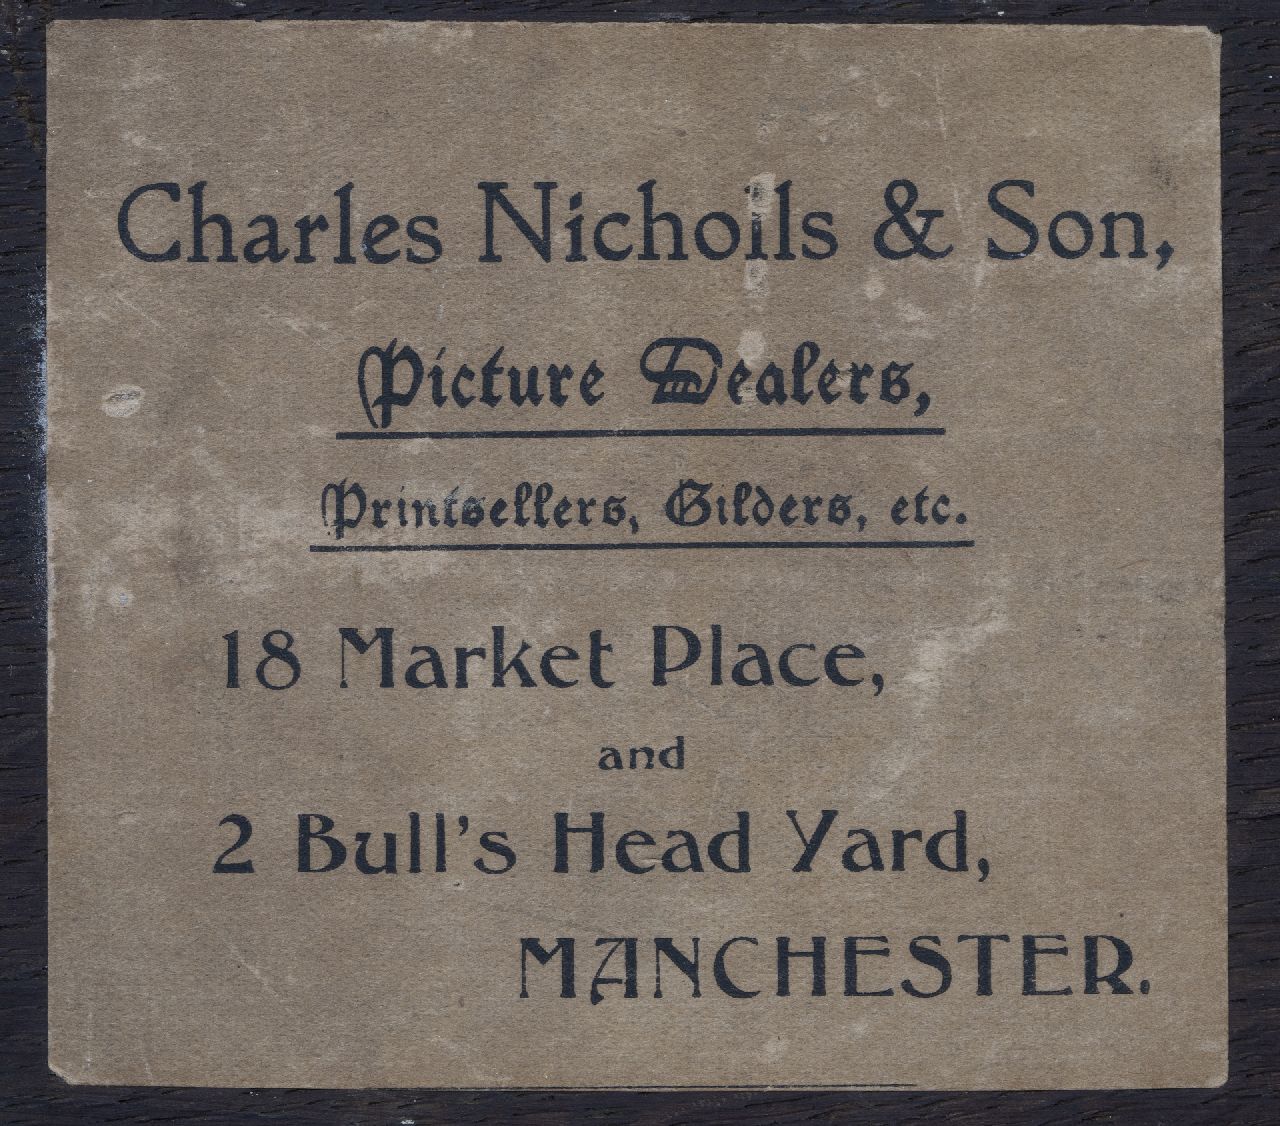 Charles Nicholls & Son,
Picture Dealers,
Printsellers, Gilders, etc.
18 Market Place,
and
2 Bull's Head Yard,
MANCHESTER.